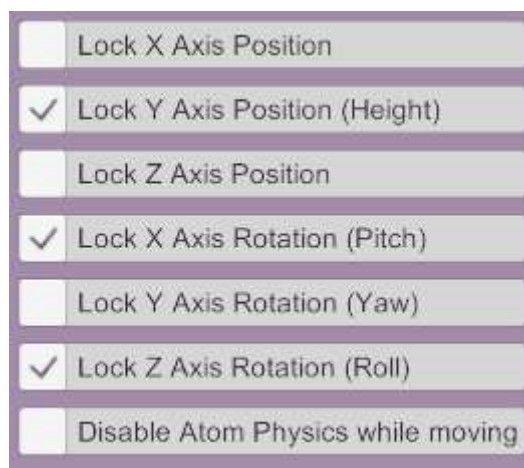 Lock X Axis Position
Lock Y Axis Position (Height)
Lock Z Axis Position
Lock X Axis Rotation (Pitch)
Lock Y Axis Rotation (Yaw)
Lock Z Axis Rotation (Roll)
Disable Atom Physics while moving